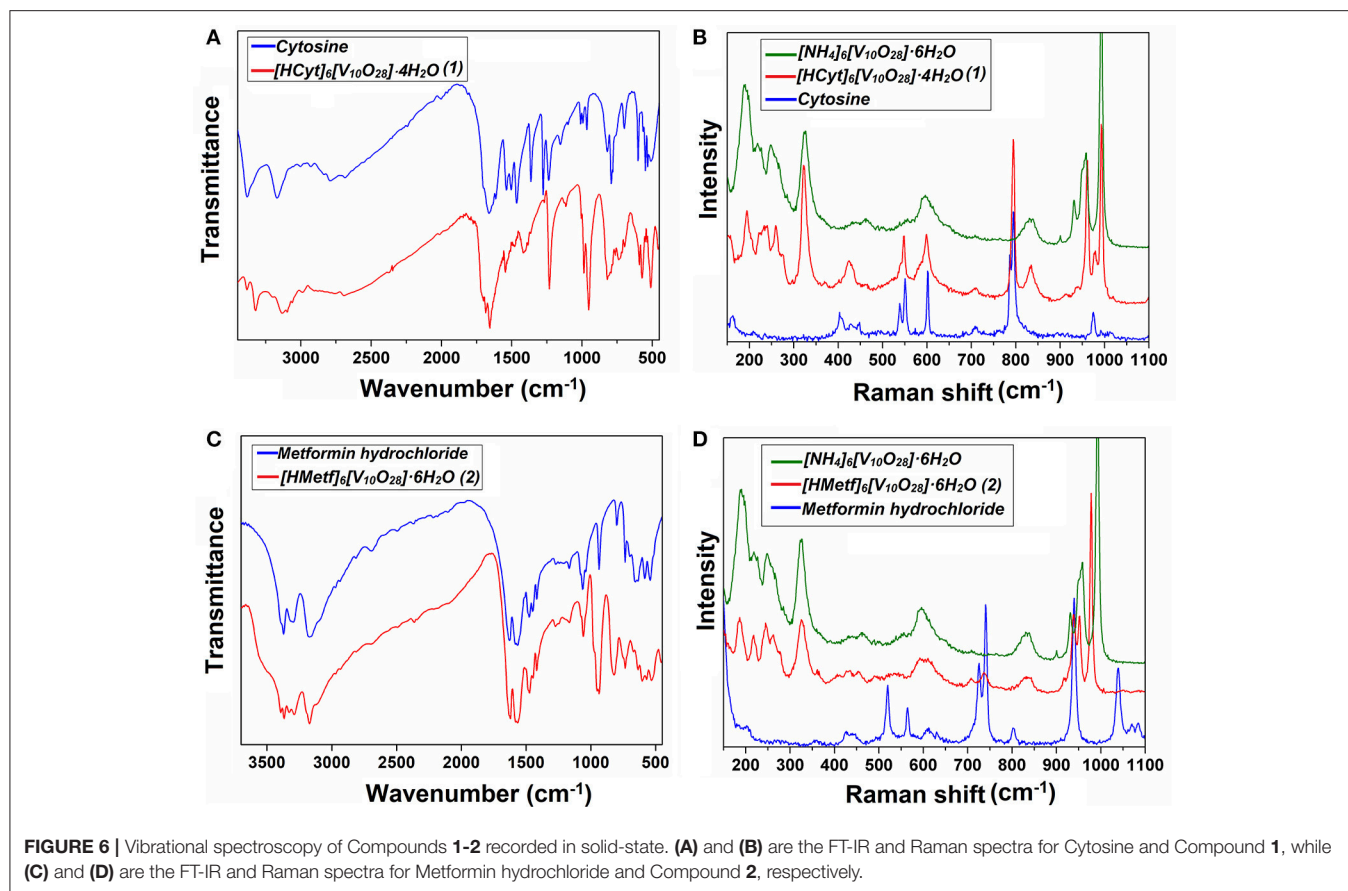 A
Cytosine
[HCyt]₆[V₁₀O₂₈]·4H₂O (1)
Transmittance
3000 2500 2000 1500 1000 500
Wavenumber (cm⁻¹)
B
[NH₄]₆[V₁₀O₂₈]·6H₂O
[HCyt]₆[V₁₀O₂₈]·4H₂O (1)
Cytosine
Intensity
200 300 400 500 600 700 800 900 1000 1100
Raman shift (cm⁻¹)
C
Metformin hydrochloride
[HMetf]₆[V₁₀O₂₈]·6H₂O (2)
Transmittance
3500 3000 2500 2000 1500 1000 500
Wavenumber (cm⁻¹)
D
[NH₄]₆[V₁₀O₂₈]·6H₂O
[HMetf]₆[V₁₀O₂₈]·6H₂O (2)
Metformin hydrochloride
Intensity
200 300 400 500 600 700 800 900 1000 1100
Raman shift (cm⁻¹)
FIGURE 6 | Vibrational spectroscopy of Compounds 1-2 recorded in solid-state. (A) and (B) are the FT-IR and Raman spectra for Cytosine and Compound 1, while
(C) and (D) are the FT-IR and Raman spectra for Metformin hydrochloride and Compound 2, respectively.